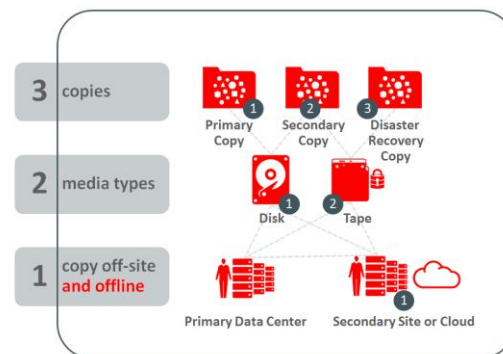 3 copies
1
2
3
Primary
Copy
Secondary
Copy
Disaster
Recovery
Copy
2 media types
1
2
Disk
Tape
1 copy off-site
and offline
1
Primary Data Center
Secondary Site or Cloud